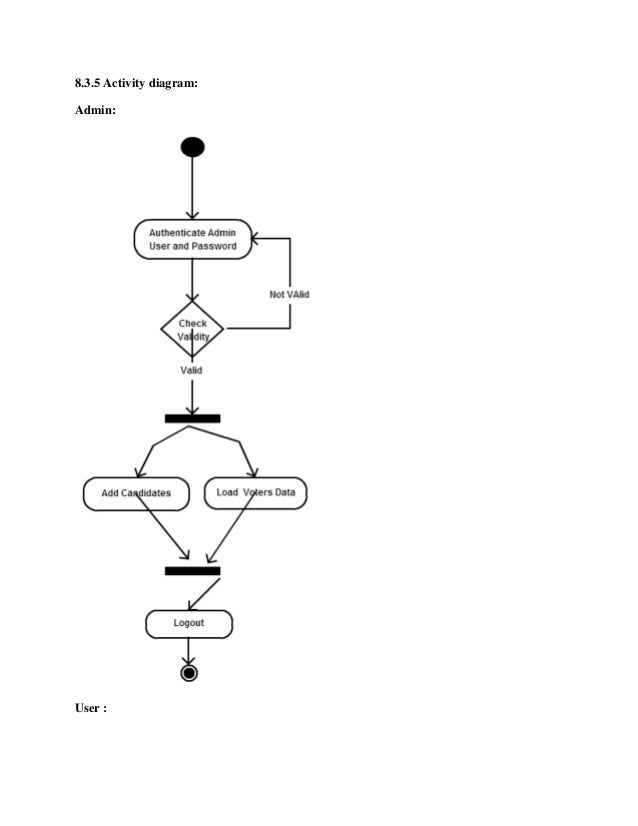 8.3.5 Activity diagram:
Admin:
Authenticate Admin
User and Password
Not VAlid
Check
Validity
Valid
Add Candidates
Load Voters Data
Logout
User :